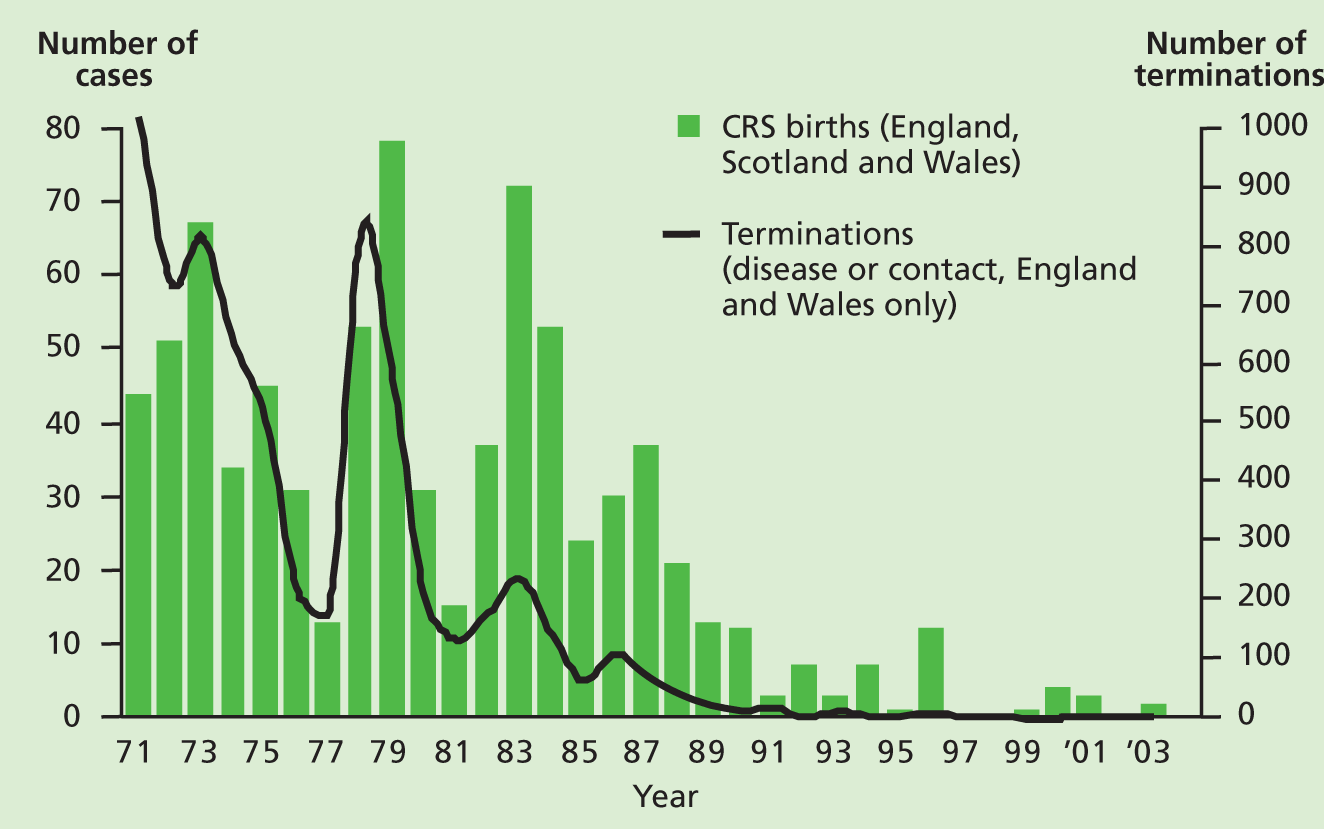 Number of
cases
Number of
terminations
80
70
60
50
40
30
20
10
0
1000
900
800
700
600
500
400
300
200
100
0
CRS births (England,
Scotland and Wales)
Terminations
(disease or contact, England
and Wales only)
71 73 75 77 79 81 83 85 87 89 91 93 95 97 99 ’01 ’03
Year